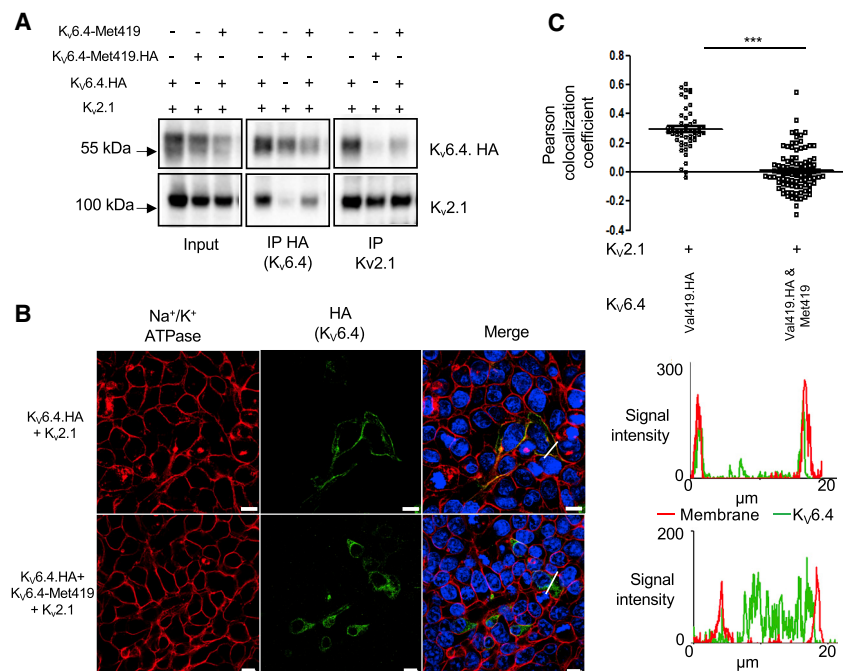 A
Kv6.4-Met419 - - + - - + - - +
Kv6.4-Met419.HA - + - - + - - + -
Kv6.4.HA + - + + - + + - +
Kv2.1 + + + + + + + + +
55 kDa
Kv6.4. HA
100 kDa
Kv2.1
Input
IP HA
(Kv6.4)
IP
Kv2.1
B
Na+/K+
ATPase
HA
(KV6.4)
Merge
KV6.4.HA
+ Kv2.1
KV6.4.HA+
KV6.4-Met419
+ Kv2.1
C
***
Pearson
colocalization
coefficient
0.8
0.6
0.4
0.2
0.0
-0.2
-0.4
KV2.1 + +
KV6.4
Val419.HA
Val419.HA &
Met419
300
Signal
intensity
0
0 20
µm
Membrane KV6.4
200
Signal
intensity
0
0 20
µm